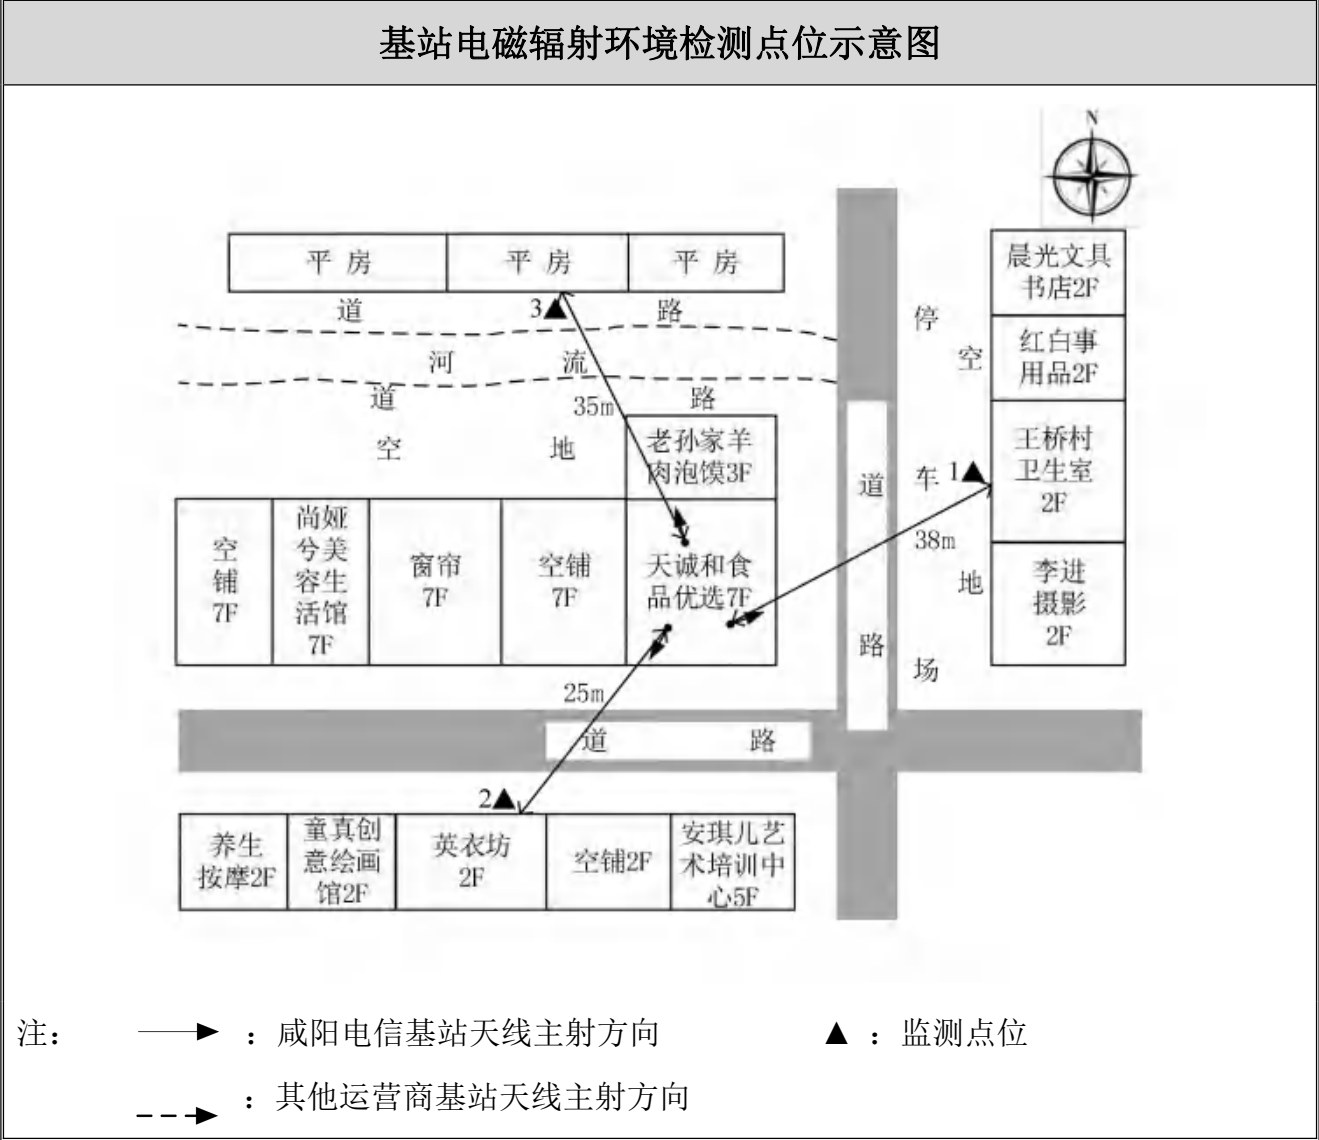 基站电磁辐射环境检测点位示意图
N
平 房
平 房
平 房
道
3▲
路
河 流
道
路
35m
空 地
老孙家羊
肉泡馍3F
空
铺
7F
尚娅
兮美
容生
活馆
7F
窗帘
7F
空铺
7F
天诚和食
品优选7F
道
路
停
车
场
空
地
1▲
38m
晨光文具
书店2F
红白事
用品2F
王桥村
卫生室
2F
李进
摄影
2F
25m
道 路
2▲
养生
按摩2F
童真创
意绘画
馆2F
英衣坊
2F
空铺2F
安琪儿艺
术培训中
心5F
注：
：咸阳电信基站天线主射方向
▲：监测点位
：其他运营商基站天线主射方向